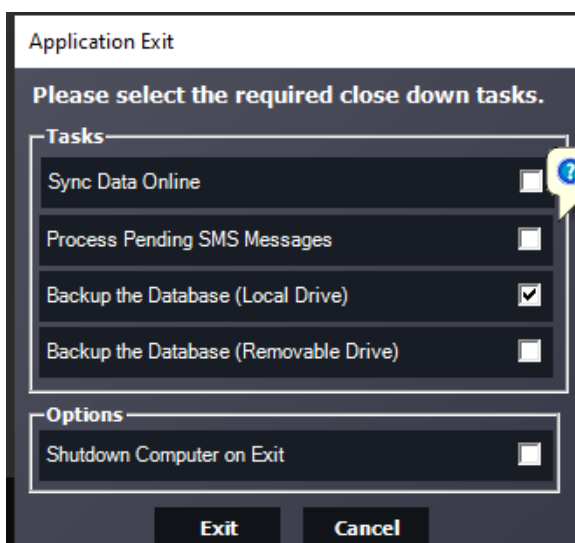 Application Exit
Please select the required close down tasks.
Tasks
Sync Data Online
?
Process Pending SMS Messages
Backup the Database (Local Drive)
Backup the Database (Removable Drive)
Options
Shutdown Computer on Exit
Exit Cancel